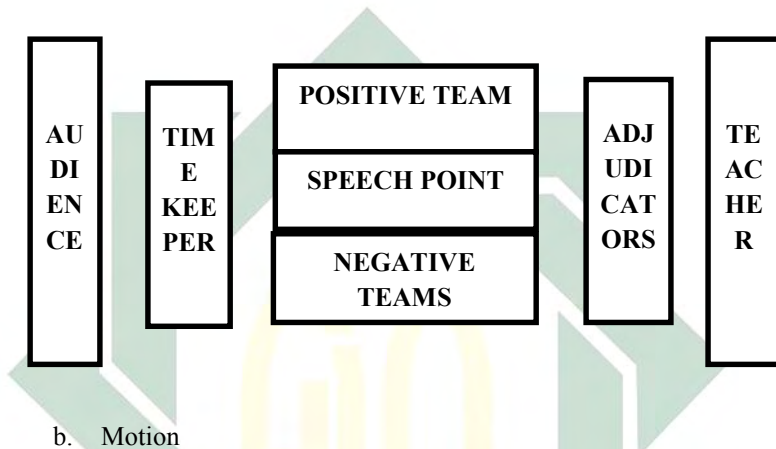 AU
DI
EN
CE
TIM
E
KEE
PER
POSITIVE TEAM
SPEECH POINT
NEGATIVE
TEAMS
ADJ
UDI
CAT
ORS
TE
AC
HE
R
b. Motion